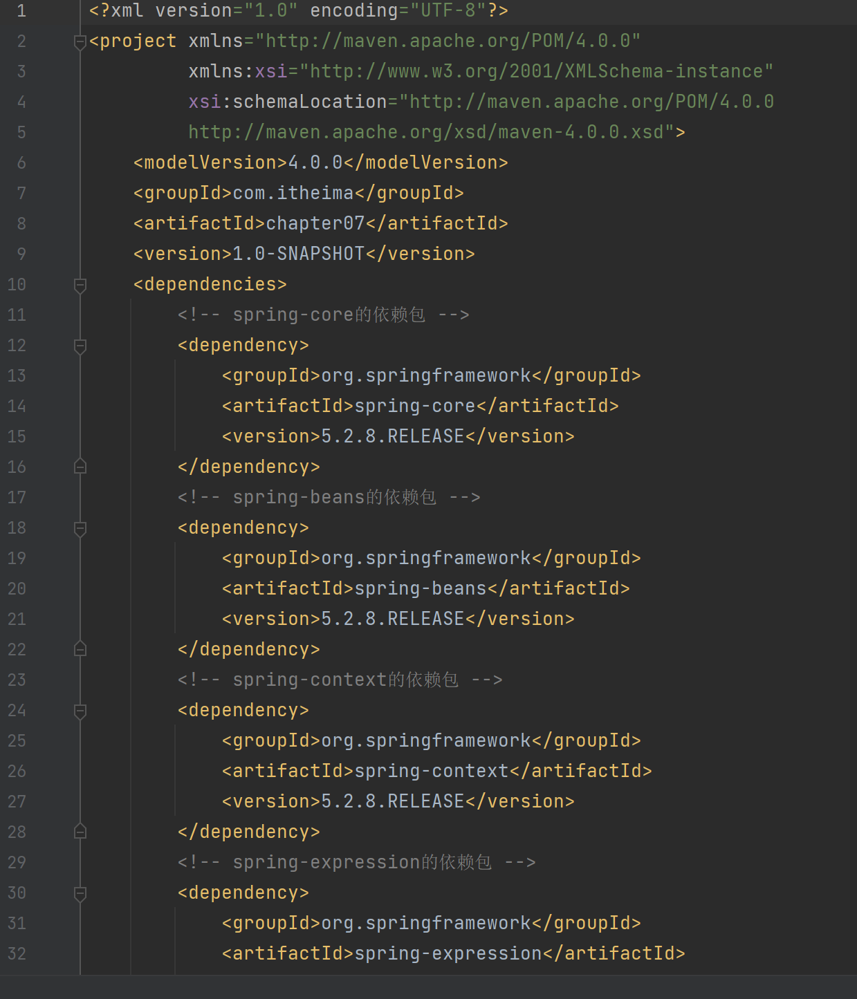 1 <?xml version="1.0" encoding="UTF-8"?>
2 <project xmlns="http://maven.apache.org/POM/4.0.0"
3 xmlns:xsi="http://www.w3.org/2001/XMLSchema-instance"
4 xsi:schemaLocation="http://maven.apache.org/POM/4.0.0
5 http://maven.apache.org/xsd/maven-4.0.0.xsd">
6 <modelVersion>4.0.0</modelVersion>
7 <groupId>com.itheima</groupId>
8 <artifactId>chapter07</artifactId>
9 <version>1.0-SNAPSHOT</version>
10 <dependencies>
11 <!-- spring-core的依赖包 -->
12 <dependency>
13 <groupId>org.springframework</groupId>
14 <artifactId>spring-core</artifactId>
15 <version>5.2.8.RELEASE</version>
16 </dependency>
17 <!-- spring-beans的依赖包 -->
18 <dependency>
19 <groupId>org.springframework</groupId>
20 <artifactId>spring-beans</artifactId>
21 <version>5.2.8.RELEASE</version>
22 </dependency>
23 <!-- spring-context的依赖包 -->
24 <dependency>
25 <groupId>org.springframework</groupId>
26 <artifactId>spring-context</artifactId>
27 <version>5.2.8.RELEASE</version>
28 </dependency>
29 <!-- spring-expression的依赖包 -->
30 <dependency>
31 <groupId>org.springframework</groupId>
32 <artifactId>spring-expression</artifactId>